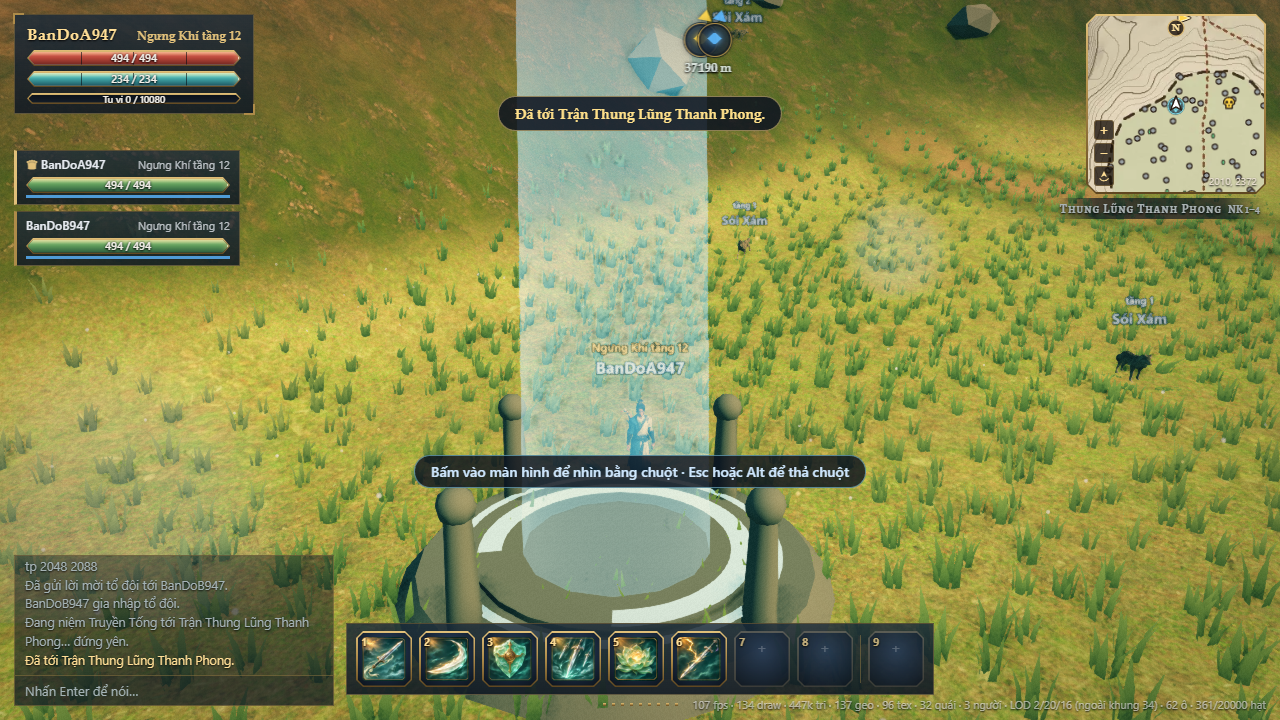 BanDoA947 Ngưng Khí tầng 12
494 / 494
234 / 234
Tu vi 0 / 10080
BanDoA947 Ngưng Khí tầng 12
494 / 494
BanDoB947 Ngưng Khí tầng 12
494 / 494
tầng 2
Sói Xám
37190 m
Đã tới Trận Thung Lũng Thanh Phong.
N
+
−
2010, 2372
Thung Lũng Thanh Phong NK1–4
tầng 1
Sói Xám
tầng 1
Sói Xám
Ngưng Khí tầng 12
BanDoA947
Bấm vào màn hình để nhìn bằng chuột · Esc hoặc Alt để thả chuột
tp 2048 2088
Đã gửi lời mời tổ đội tới BanDoB947.
BanDoB947 gia nhập tổ đội.
Đang niệm Truyền Tống tới Trận Thung Lũng Thanh
Phong... đứng yên.
Đã tới Trận Thung Lũng Thanh Phong.
Nhấn Enter để nói...
1 2 3 4 5 6 7 8 9
+ + +
107 fps · 134 draw · 447k tri · 137 geo · 96 tex · 32 quái · 3 người · LOD 2/20/16 (ngoài khung 34) · 62 ô · 361/20000 hạt